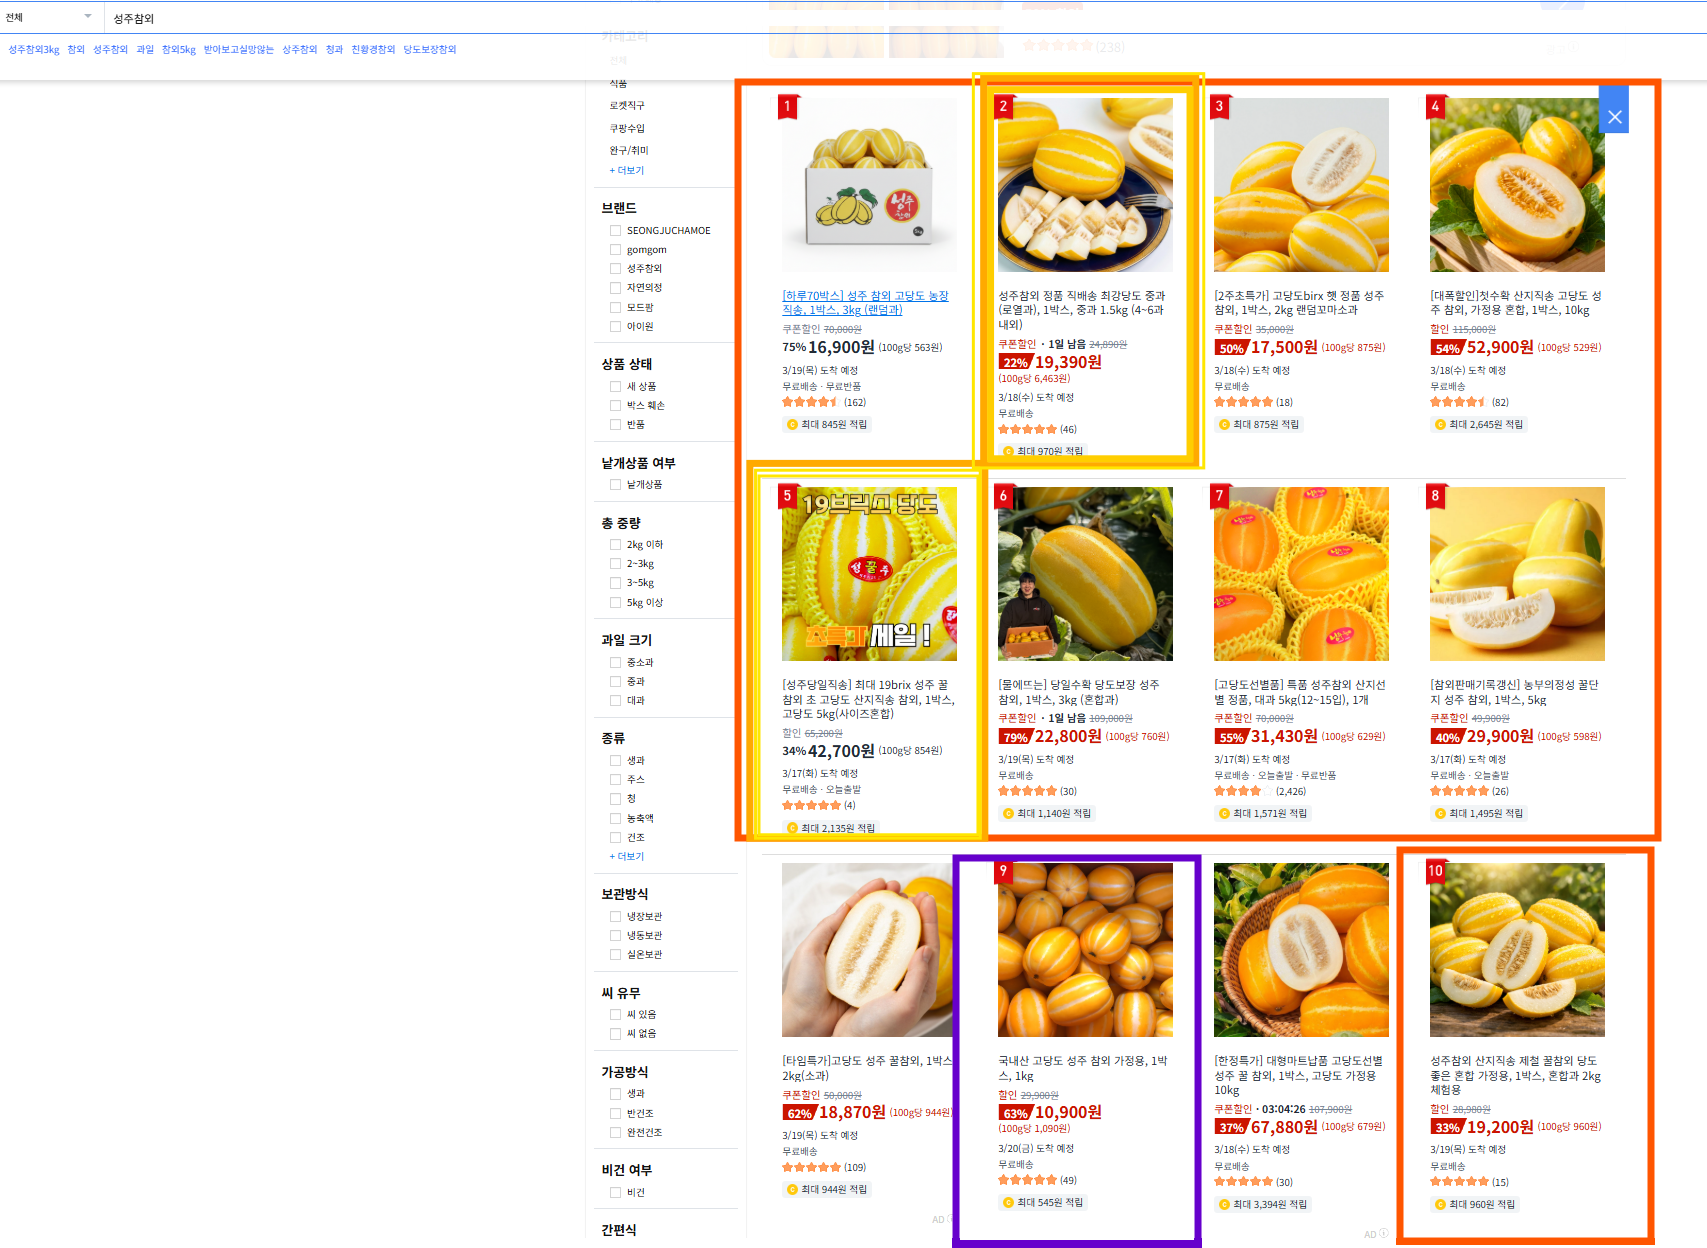 전체
성주참외
성주참외3kg 참외 성주참외 과일 참외5kg 받아보고실망않는 상주참외 청과 친황경참외 당도보장참외
카테고리
전체
식품
로켓직구
쿠팡수입
완구/취미
+ 더보기
브랜드
SEONGJUCHAMOE
gomgom
성주참외
자연의정
모드팜
아이원
상품 상태
새 상품
박스 훼손
반품
낱개상품 여부
낱개상품
총 중량
2kg 이하
2~3kg
3~5kg
5kg 이상
과일 크기
중소과
중과
대과
종류
생과
주스
청
농축액
건조
+ 더보기
보관방식
냉장보관
냉동보관
실온보관
씨 유무
씨 있음
씨 없음
가공방식
생과
반건조
완전건조
비건 여부
비건
간편식
(238)
1
성주
참외
[하루70박스] 성주 참외 고당도 농장
직송, 1박스, 3kg (랜덤과)
쿠폰할인 70,000원
75% 16,900원 (100g당 563원)
3/19(목) 도착 예정
무료배송 · 무료반품
(162)
최대 845원 적립
2
성주참외 정품 직배송 최강당도 중과
(로열과), 1박스, 중과 1.5kg (4~6과
내외)
쿠폰할인 · 1일 남음 24,890원
22% 19,390원
(100g당 6,463원)
3/18(수) 도착 예정
무료배송
(46)
최대 970원 적립
3
[2주초특가] 고당도birx 햇 정품 성주
참외, 1박스, 2kg 랜덤꼬마소과
쿠폰할인 35,000원
50% 17,500원 (100g당 875원)
3/18(수) 도착 예정
무료배송
(18)
최대 875원 적립
4
[대폭할인]첫수확 산지직송 고당도 성
주 참외, 가정용 혼합, 1박스, 10kg
할인 115,000원
54% 52,900원 (100g당 529원)
3/18(수) 도착 예정
무료배송
(82)
최대 2,645원 적립
5
19브릭스 당도
성 꿀 주
초특가 세일 !
[성주당일직송] 최대 19brix 성주 꿀
참외 초 고당도 산지직송 참외, 1박스,
고당도 5kg(사이즈혼합)
할인 65,200원
34% 42,700원 (100g당 854원)
3/17(화) 도착 예정
무료배송 · 오늘출발
(4)
최대 2,135원 적립
6
[물에뜨는] 당일수확 당도보장 성주
참외, 1박스, 3kg (혼합과)
쿠폰할인 · 1일 남음 109,000원
79% 22,800원 (100g당 760원)
3/19(목) 도착 예정
무료배송
(30)
최대 1,140원 적립
7
[고당도선별품] 특품 성주참외 산지선
별 정품, 대과 5kg(12~15입), 1개
쿠폰할인 70,000원
55% 31,430원 (100g당 629원)
3/17(화) 도착 예정
무료배송 · 오늘출발 · 무료반품
(2,426)
최대 1,571원 적립
8
[참외판매기록갱신] 농부의정성 꿀단
지 성주 참외, 1박스, 5kg
쿠폰할인 49,900원
40% 29,900원 (100g당 598원)
3/17(화) 도착 예정
무료배송 · 오늘출발
(26)
최대 1,495원 적립
[타임특가]고당도 성주 꿀참외, 1박스
2kg(소과)
쿠폰할인 50,000원
62% 18,870원 (100g당 944원)
3/19(목) 도착 예정
무료배송
(109)
최대 944원 적립
AD
9
국내산 고당도 성주 참외 가정용, 1박
스, 1kg
할인 29,900원
63% 10,900원
(100g당 1,090원)
3/20(금) 도착 예정
무료배송
(49)
최대 545원 적립
[한정특가] 대형마트납품 고당도선별
성주 꿀 참외, 1박스, 고당도 가정용
10kg
쿠폰할인 · 03:04:26 107,900원
37% 67,880원 (100g당 679원)
3/18(수) 도착 예정
무료배송
(30)
최대 3,394원 적립
AD
10
성주참외 산지직송 제철 꿀참외 당도
좋은 혼합 가정용, 1박스, 혼합과 2kg
체험용
할인 28,980원
33% 19,200원 (100g당 960원)
3/19(목) 도착 예정
무료배송
(15)
최대 960원 적립